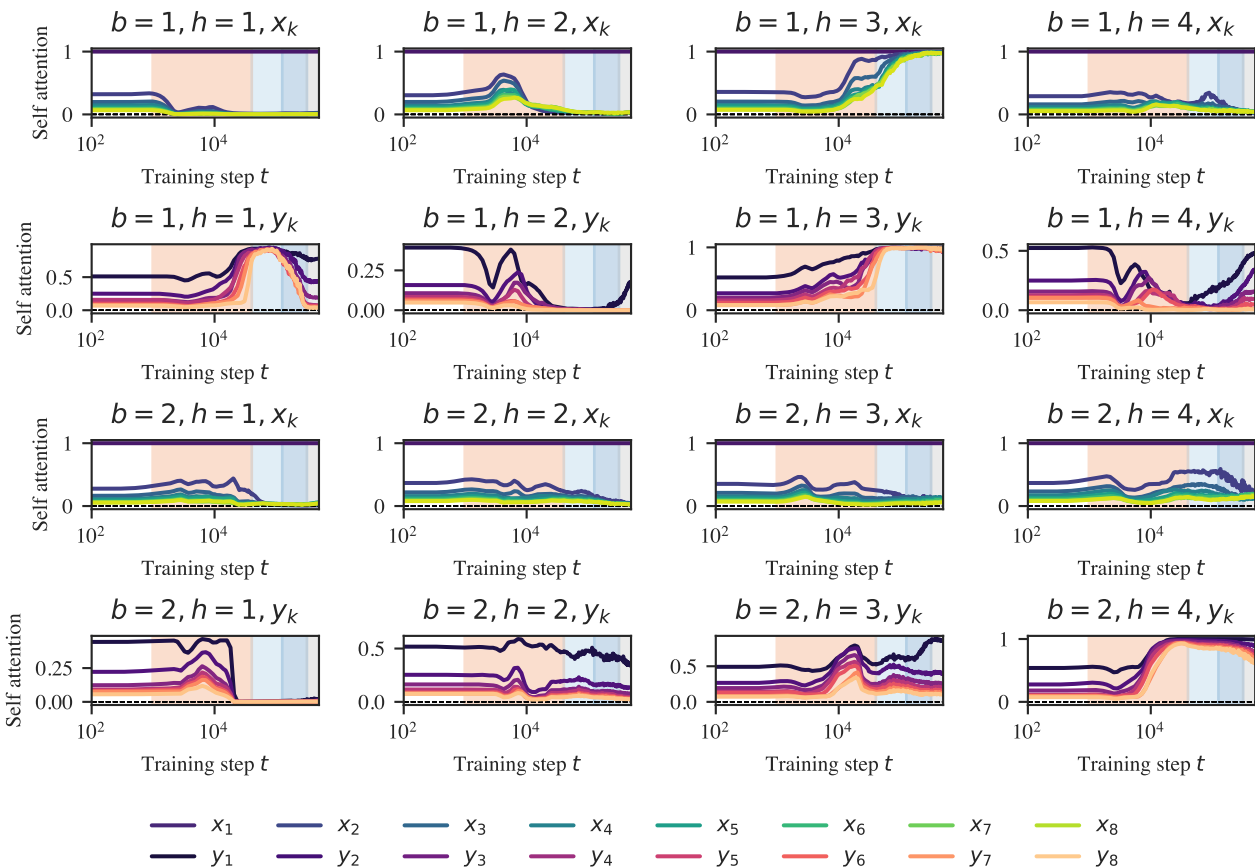 b = 1, h = 1, x_k b = 1, h = 2, x_k b = 1, h = 3, x_k b = 1, h = 4, x_k
Self attention
1 1 1 1
0 0 0 0
10^2 10^4 10^2 10^4 10^2 10^4 10^2 10^4
Training step t Training step t Training step t Training step t
b = 1, h = 1, y_k b = 1, h = 2, y_k b = 1, h = 3, y_k b = 1, h = 4, y_k
Self attention
0.5 0.25 1 0.5
0.0 0.00 0 0.0
10^2 10^4 10^2 10^4 10^2 10^4 10^2 10^4
Training step t Training step t Training step t Training step t
b = 2, h = 1, x_k b = 2, h = 2, x_k b = 2, h = 3, x_k b = 2, h = 4, x_k
Self attention
1 1 1 1
0 0 0 0
10^2 10^4 10^2 10^4 10^2 10^4 10^2 10^4
Training step t Training step t Training step t Training step t
b = 2, h = 1, y_k b = 2, h = 2, y_k b = 2, h = 3, y_k b = 2, h = 4, y_k
Self attention
0.25 0.5 0.5 1
0.00 0.0 0.0 0
10^2 10^4 10^2 10^4 10^2 10^4 10^2 10^4
Training step t Training step t Training step t Training step t
x_1 x_2 x_3 x_4 x_5 x_6 x_7 x_8
y_1 y_2 y_3 y_4 y_5 y_6 y_7 y_8